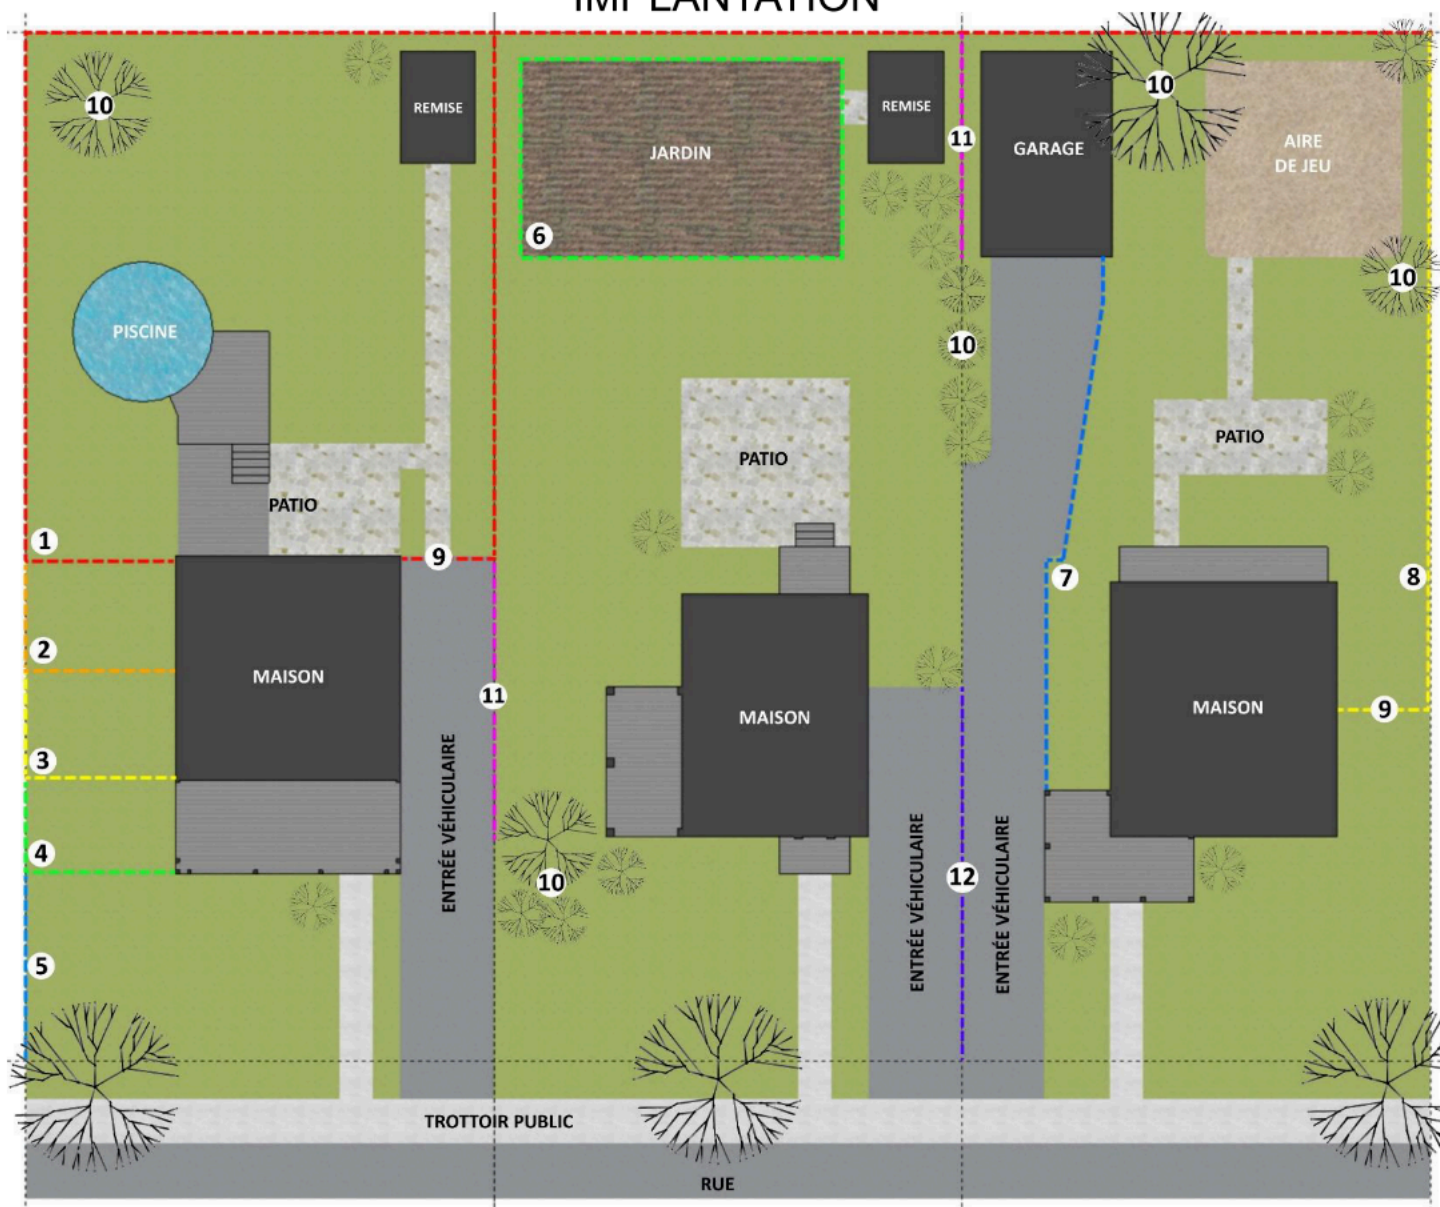 IMPLANTATION
10
REMISE
JARDIN
6
REMISE
11
GARAGE
10
AIRE
DE JEU
10
PISCINE
10
PATIO
PATIO
PATIO
1
9
7
8
2
MAISON
11
MAISON
MAISON
9
3
ENTRÉE VÉHICULAIRE
4
10
ENTRÉE VÉHICULAIRE
12
ENTRÉE VÉHICULAIRE
5
TROTTOIR PUBLIC
RUE